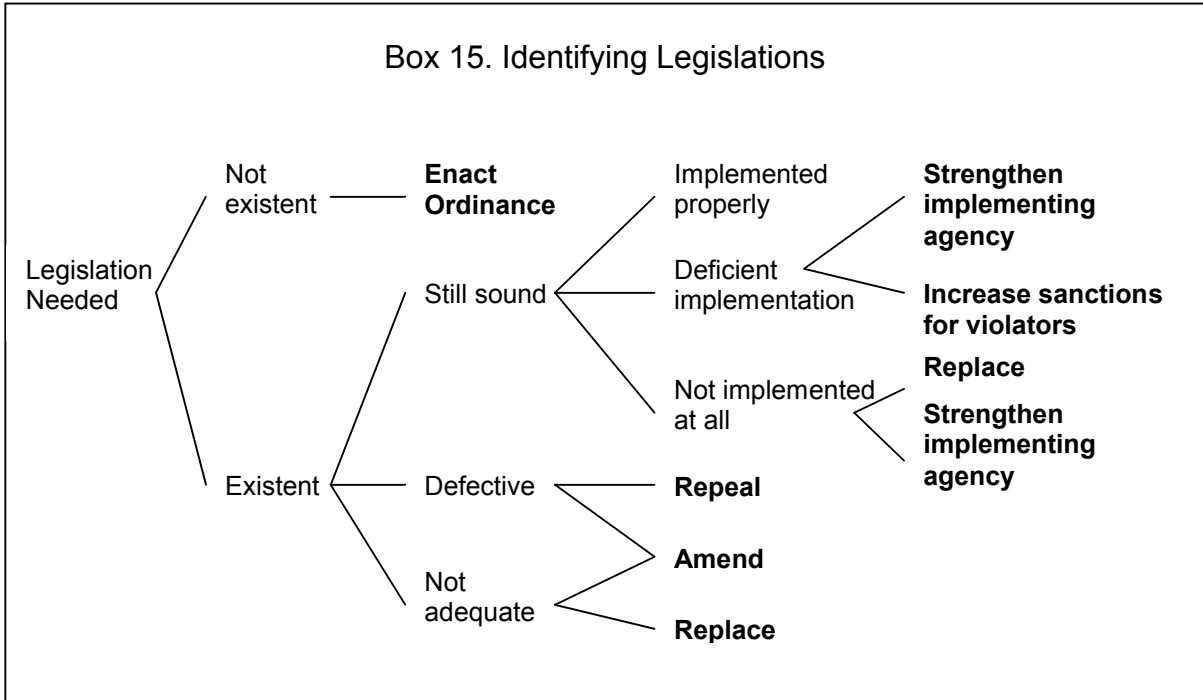 Box 15. Identifying Legislations
Legislation
Needed
Not
existent
Enact
Ordinance
Existent
Still sound
Implemented
properly
Deficient
implementation
Strengthen
implementing
agency
Increase sanctions
for violators
Not implemented
at all
Replace
Strengthen
implementing
agency
Defective
Repeal
Amend
Not
adequate
Replace